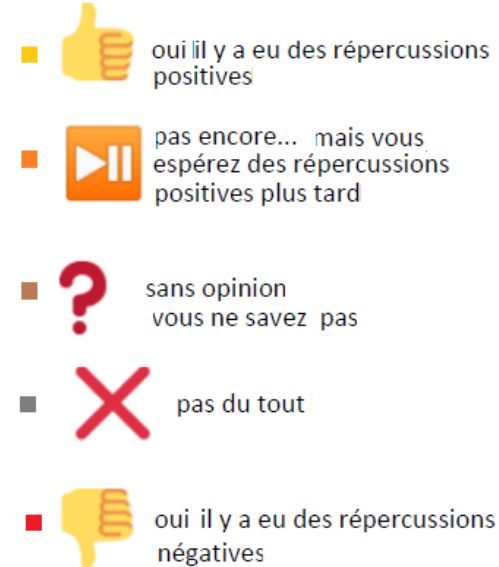 oui il y a eu des répercussions
positives
pas encore... mais vous
espérez des répercussions
positives plus tard
sans opinion
vous ne savez pas
pas du tout
oui il y a eu des répercussions
négatives